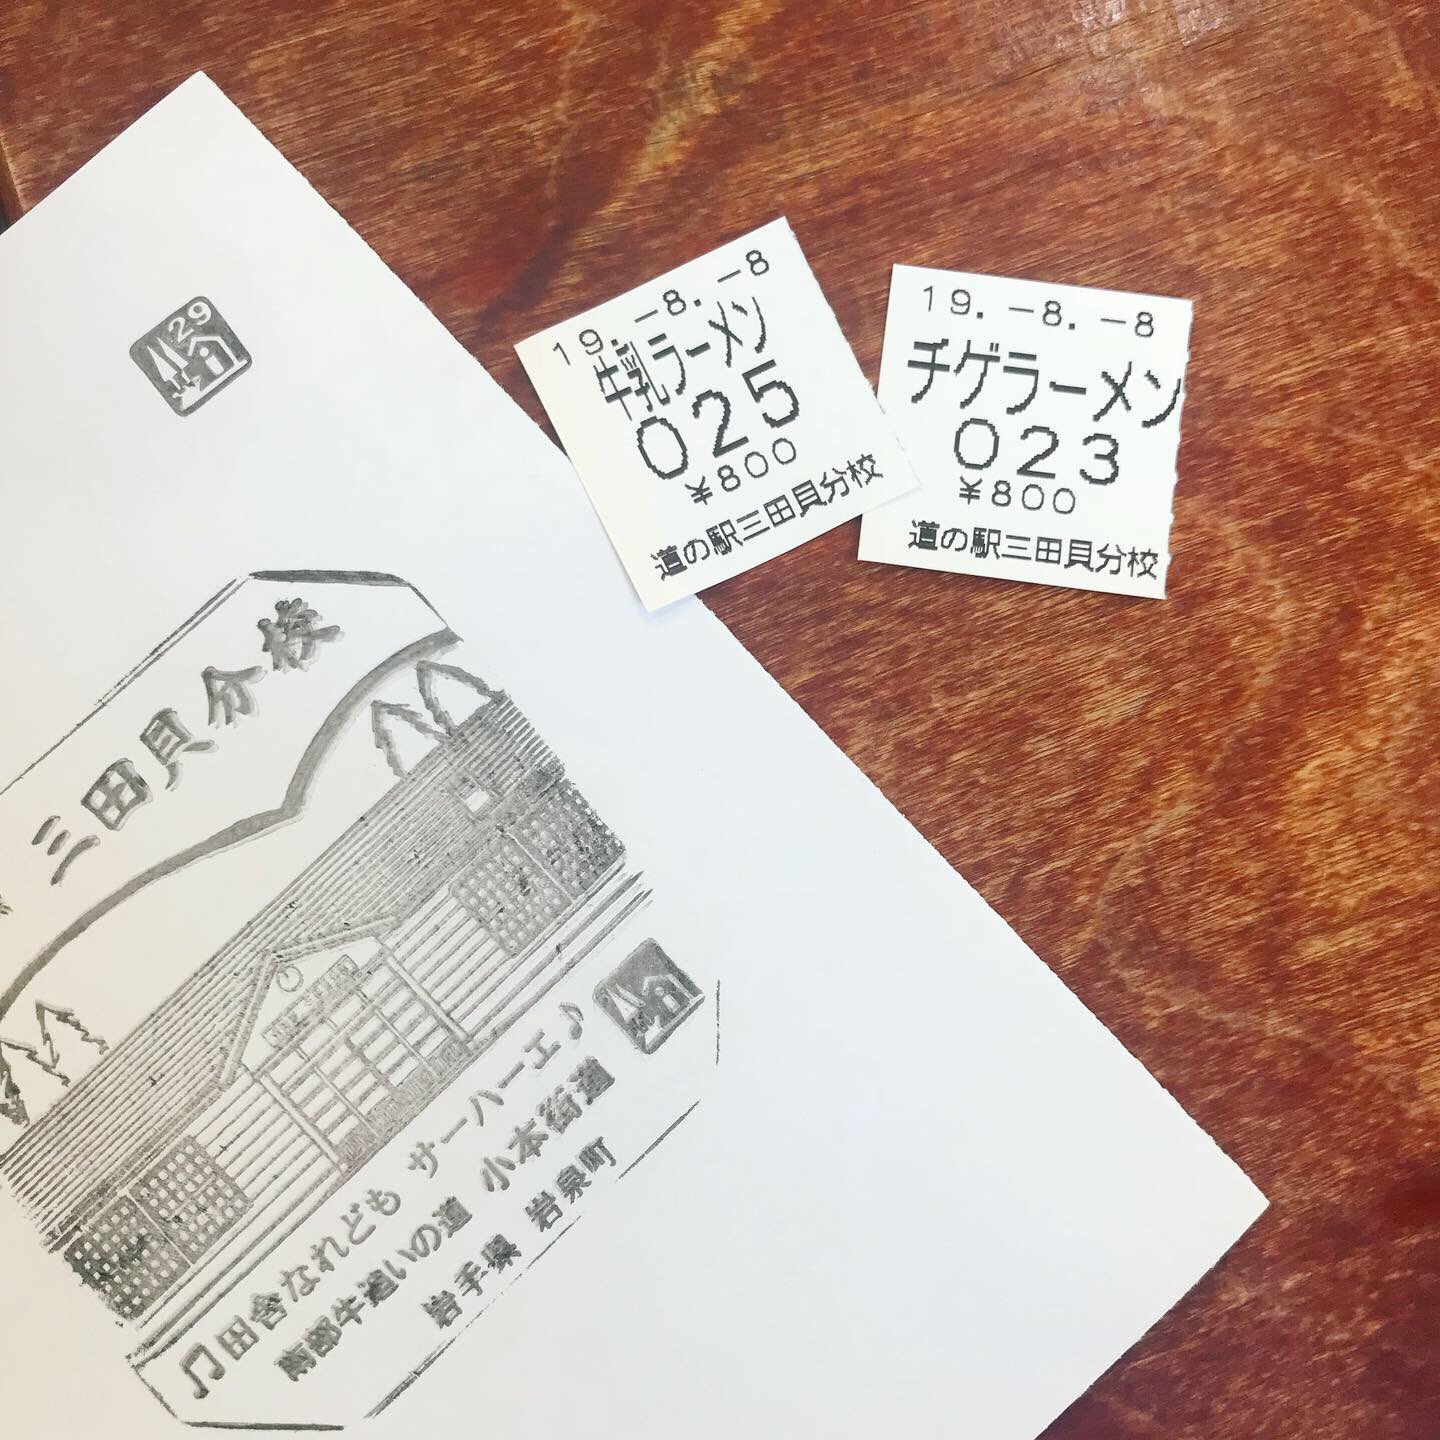 29
19.-8.-8
牛乳ラーメン
025
¥800
道の駅三田貝分校
19.-8.-8
チゲラーメン
023
¥800
道の駅三田貝分校
三田貝分校
♫田舎なれども サーハーエ♪
南部牛追いの道 小本街道
岩手県 岩泉町